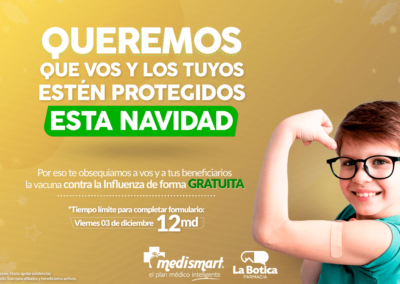 QUEREMOS
QUE VOS Y LOS TUYOS
ESTÉN PROTEGIDOS
ESTA NAVIDAD
Por eso te obsequiamos a vos y a tus beneficiarios
la vacuna contra la Influenza de forma GRATUITA
*Tiempo límite para completar formulario:
Viernes 03 de diciembre 12md
medismart
el plan médico inteligente
La Botica
FARMACIA